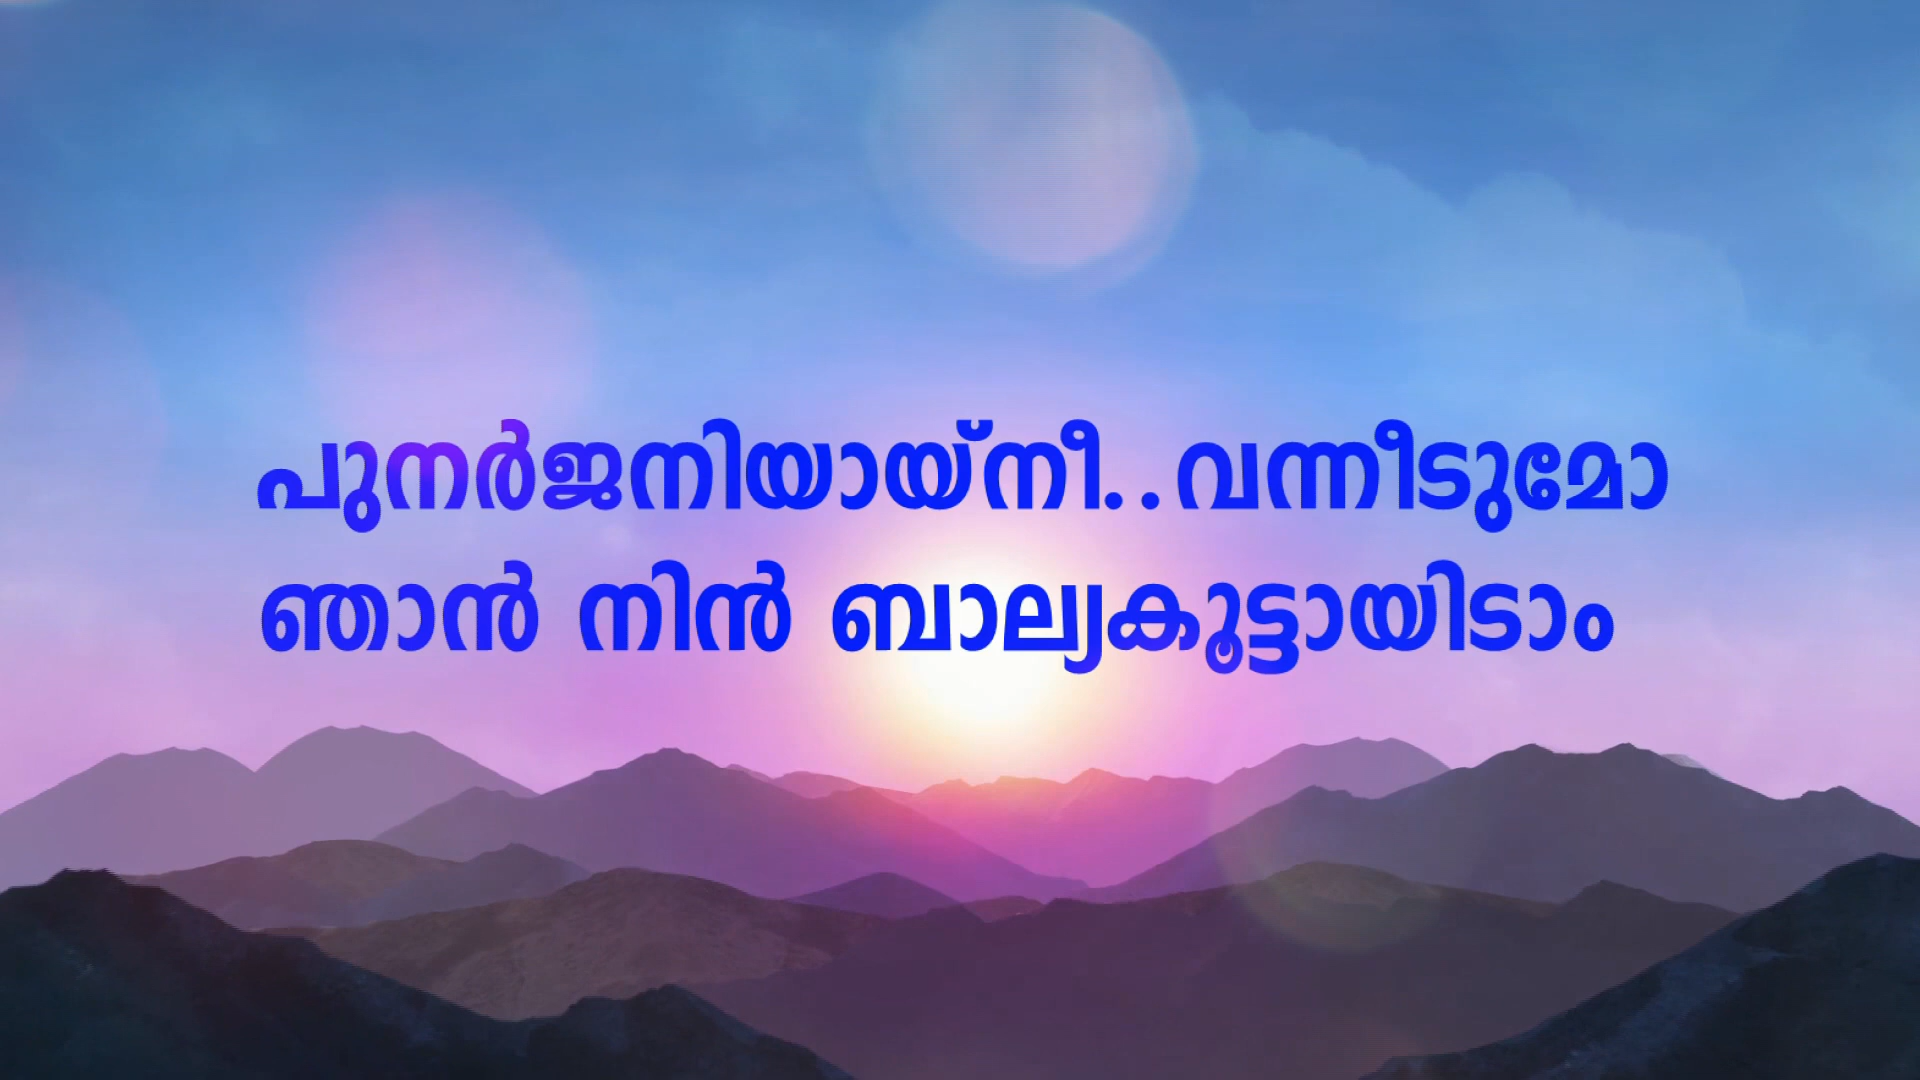 പുനർജനിയായ്നീ..വന്നീടുമോ
ഞാൻ നിൻ ബാല്യകൂട്ടായിടാം